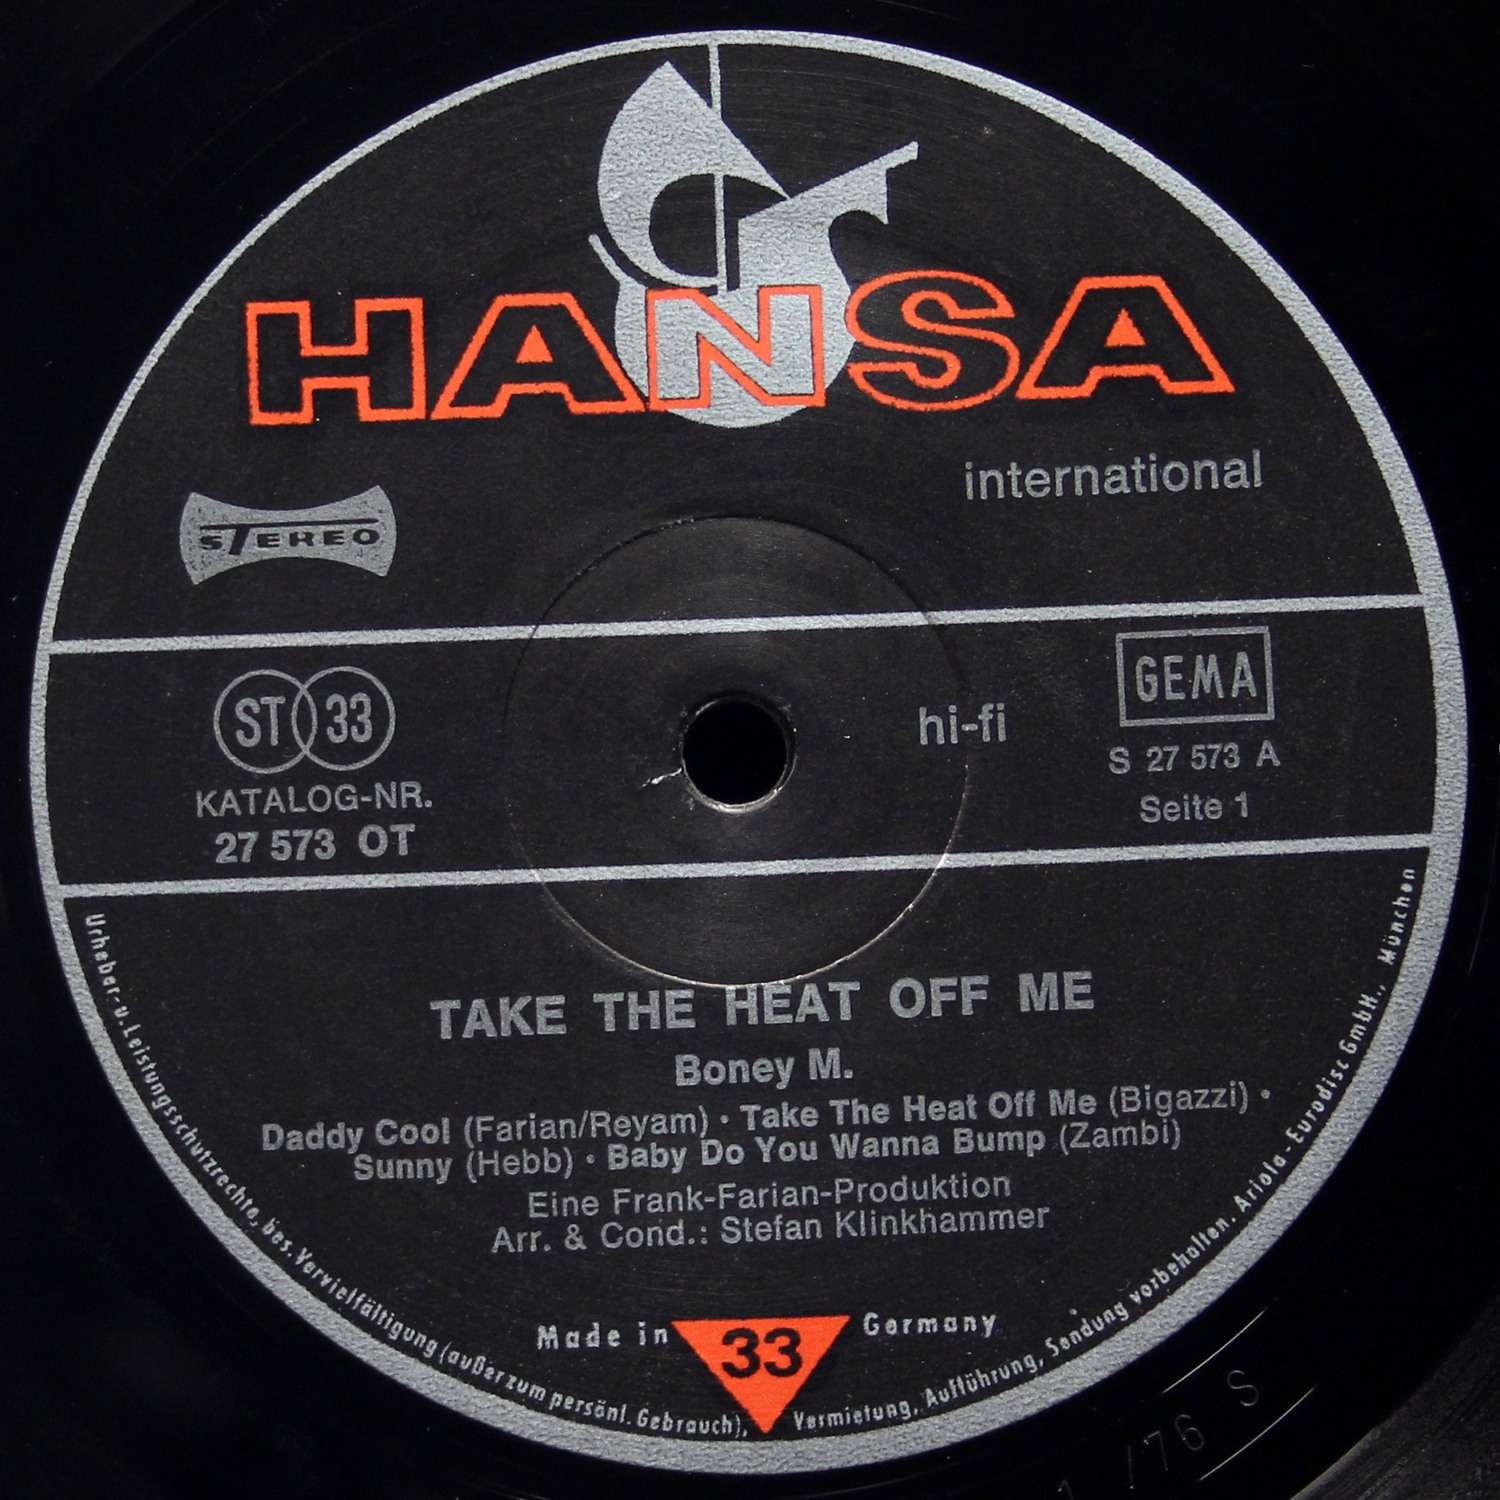 HANSA
international
STEREO
ST 33
KATALOG-NR.
27 573 OT
hi-fi
GEMA
S 27 573 A
Seite 1
TAKE THE HEAT OFF ME
Boney M.
Daddy Cool (Farian/Reyam) • Take The Heat Off Me (Bigazzi) •
Sunny (Hebb) • Baby Do You Wanna Bump (Zambi)
Eine Frank-Farian-Produktion
Arr. & Cond.: Stefan Klinkhammer
Made in 33 Germany
Urheber- u. Leistungsschutzrechte, bes. Vervielfältigung (außer zum persönl. Gebrauch), Vermietung, Aufführung, Sendung vorbehalten. Ariola-Eurodisc GmbH., München
/76 S